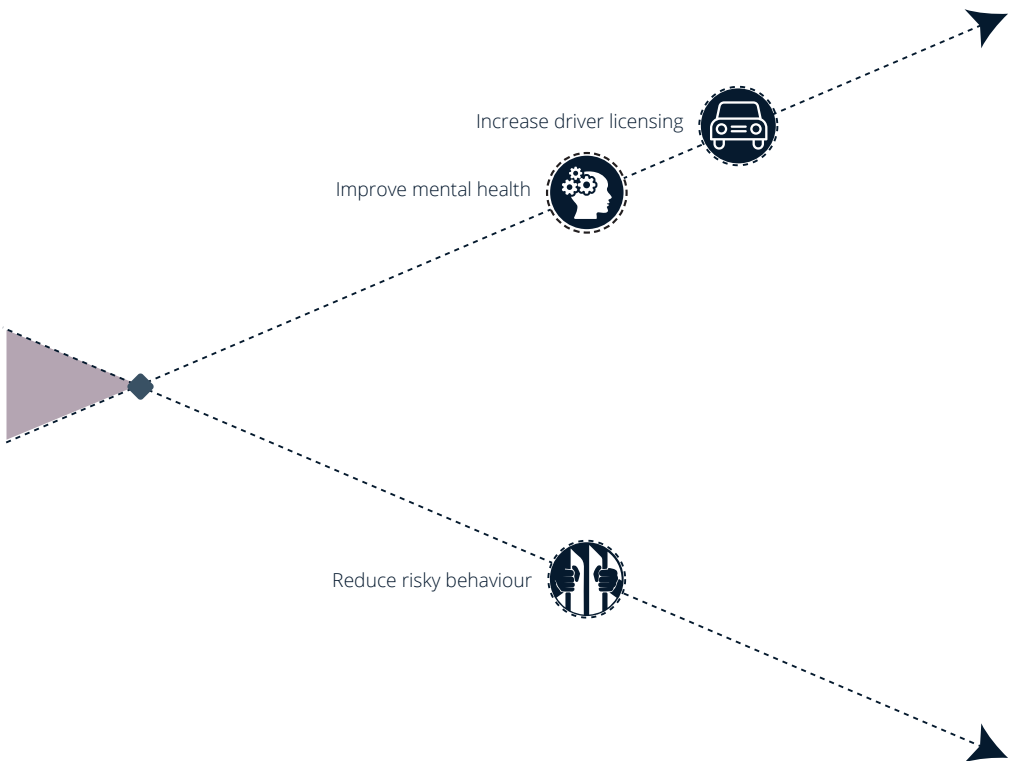 Increase driver licensing
Improve mental health
Reduce risky behaviour